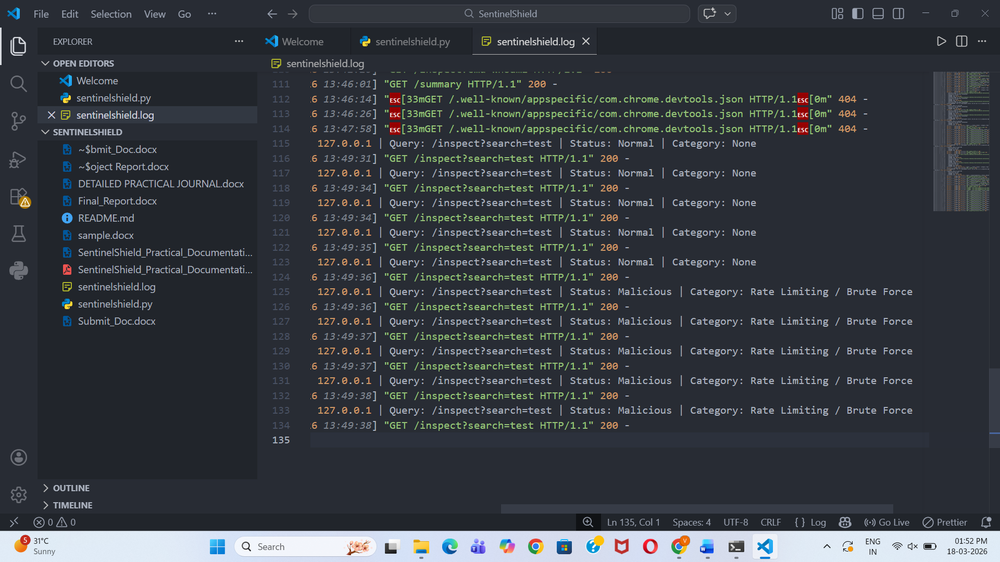 File Edit Selection View Go ···
SentinelShield
EXPLORER
Welcome
sentinelshield.py
sentinelshield.log
OPEN EDITORS
Welcome
sentinelshield.py
sentinelshield.log
SENTINELSHIELD
~$bmit_Doc.docx
~$oject Report.docx
DETAILED PRACTICAL JOURNAL.docx
Final_Report.docx
README.md
sample.docx
SentinelShield_Practical_Documentati...
SentinelShield_Practical_Documentati...
sentinelshield.log
sentinelshield.py
Submit_Doc.docx
OUTLINE
TIMELINE
sentinelshield.log
111 :6 13:46:01] "GET /summary HTTP/1.1" 200 -
112 :6 13:46:14] "ESC[33mGET /.well-known/appspecific/com.chrome.devtools.json HTTP/1.1ESC[0m" 404 -
113 :6 13:46:26] "ESC[33mGET /.well-known/appspecific/com.chrome.devtools.json HTTP/1.1ESC[0m" 404 -
114 :6 13:47:58] "ESC[33mGET /.well-known/appspecific/com.chrome.devtools.json HTTP/1.1ESC[0m" 404 -
115 127.0.0.1 | Query: /inspect?search=test | Status: Normal | Category: None
116 :6 13:49:31] "GET /inspect?search=test HTTP/1.1" 200 -
117 127.0.0.1 | Query: /inspect?search=test | Status: Normal | Category: None
118 :6 13:49:34] "GET /inspect?search=test HTTP/1.1" 200 -
119 127.0.0.1 | Query: /inspect?search=test | Status: Normal | Category: None
120 :6 13:49:34] "GET /inspect?search=test HTTP/1.1" 200 -
121 127.0.0.1 | Query: /inspect?search=test | Status: Normal | Category: None
122 :6 13:49:35] "GET /inspect?search=test HTTP/1.1" 200 -
123 127.0.0.1 | Query: /inspect?search=test | Status: Normal | Category: None
124 :6 13:49:36] "GET /inspect?search=test HTTP/1.1" 200 -
125 127.0.0.1 | Query: /inspect?search=test | Status: Malicious | Category: Rate Limiting / Brute Force
126 :6 13:49:36] "GET /inspect?search=test HTTP/1.1" 200 -
127 127.0.0.1 | Query: /inspect?search=test | Status: Malicious | Category: Rate Limiting / Brute Force
128 :6 13:49:37] "GET /inspect?search=test HTTP/1.1" 200 -
129 127.0.0.1 | Query: /inspect?search=test | Status: Malicious | Category: Rate Limiting / Brute Force
130 :6 13:49:37] "GET /inspect?search=test HTTP/1.1" 200 -
131 127.0.0.1 | Query: /inspect?search=test | Status: Malicious | Category: Rate Limiting / Brute Force
132 :6 13:49:38] "GET /inspect?search=test HTTP/1.1" 200 -
133 127.0.0.1 | Query: /inspect?search=test | Status: Malicious | Category: Rate Limiting / Brute Force
134 :6 13:49:38] "GET /inspect?search=test HTTP/1.1" 200 -
135
0 0
Ln 135, Col 1 Spaces: 4 UTF-8 CRLF { } Log Go Live Prettier
5 31°C
Sunny
Search
ENG
IN
01:52 PM
18-03-2026